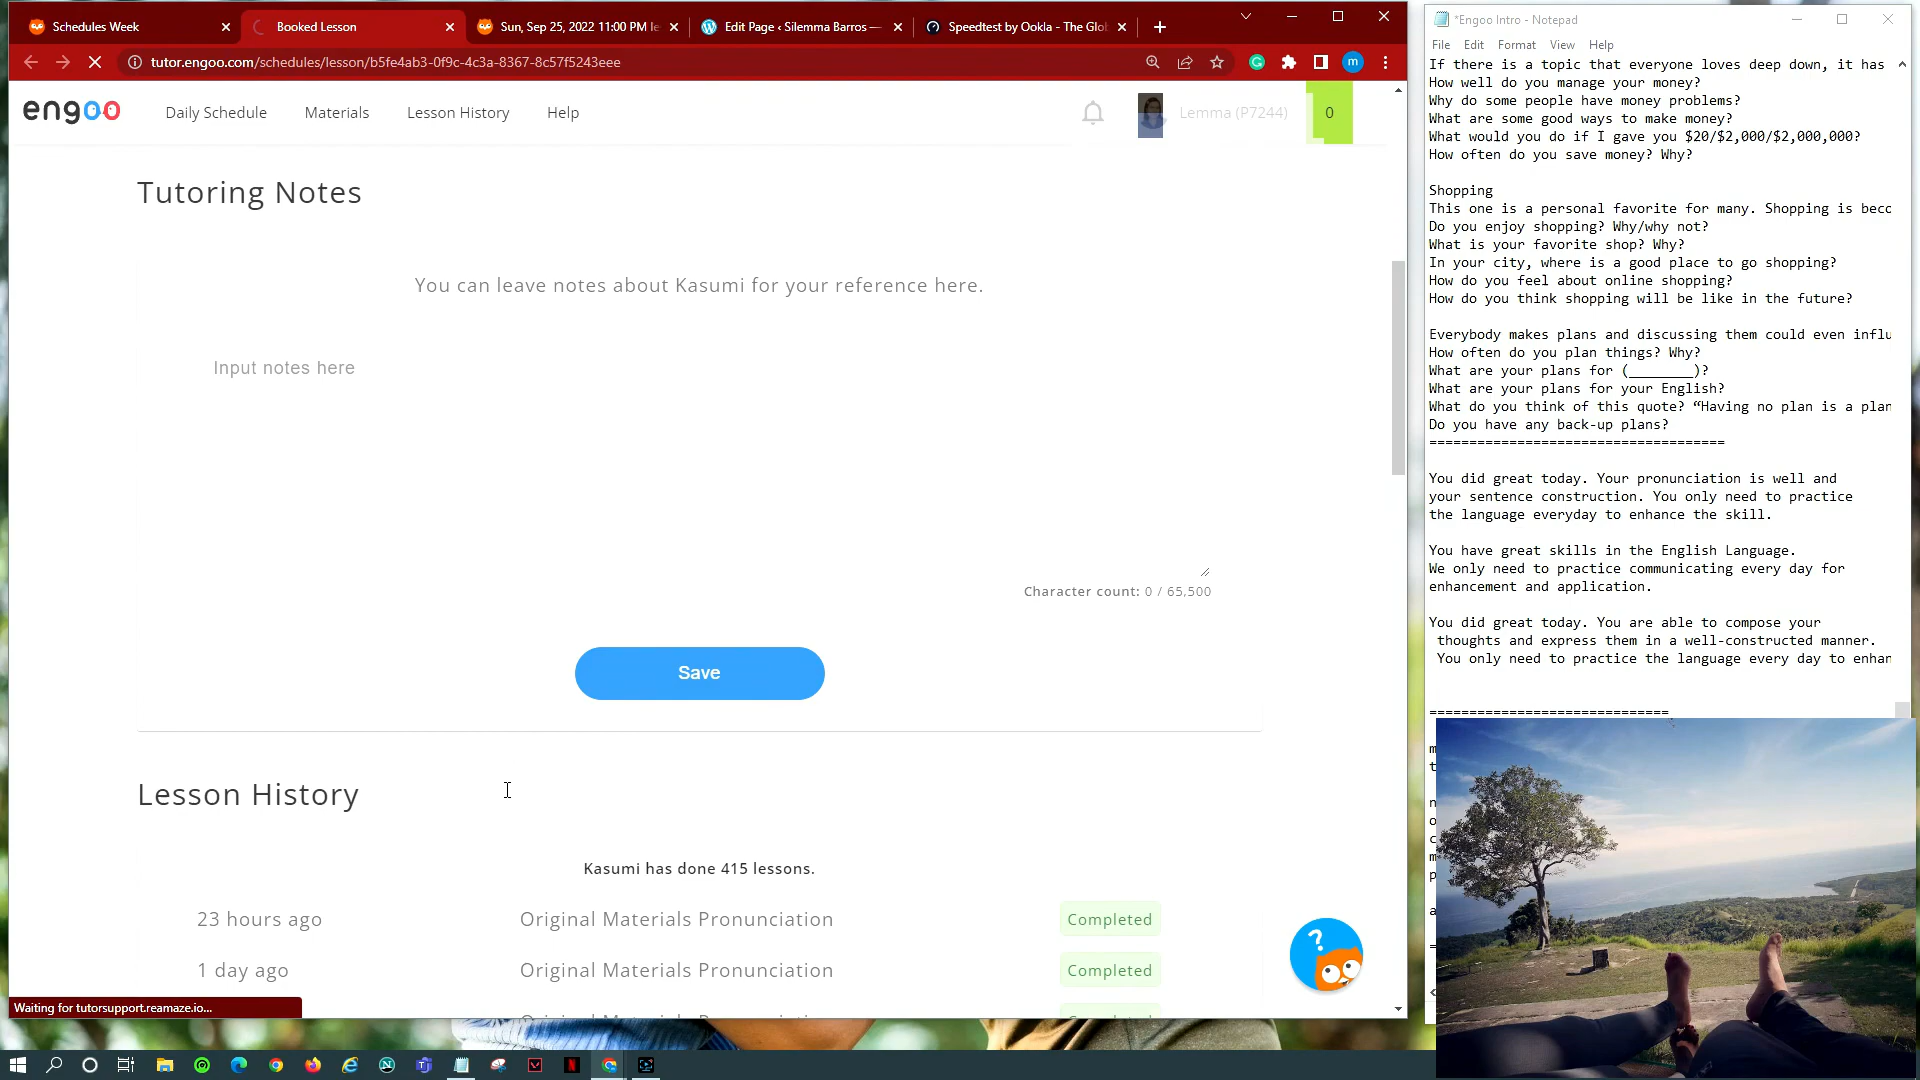 Schedules Week
Booked Lesson
Sun, Sep 25, 2022 11:00 PM le
Edit Page ‹ Silemma Barros —
Speedtest by Ookla - The Glob
tutor.engoo.com/schedules/lesson/b5fe4ab3-0f9c-4c3a-8367-8c57f5243eee
engoo
Daily Schedule
Materials
Lesson History
Help
Lemma (P7244)
0
Tutoring Notes
You can leave notes about Kasumi for your reference here.
Input notes here
Character count: 0 / 65,500
Save
Lesson History
Kasumi has done 415 lessons.
23 hours ago Original Materials Pronunciation Completed
1 day ago Original Materials Pronunciation Completed
Waiting for tutorsupport.reamaze.io...
*Engoo Intro - Notepad
File Edit Format View Help
If there is a topic that everyone loves deep down, it has
How well do you manage your money?
Why do some people have money problems?
What are some good ways to make money?
What would you do if I gave you $20/$2,000/$2,000,000?
How often do you save money? Why?
Shopping
This one is a personal favorite for many. Shopping is beco
Do you enjoy shopping? Why/why not?
What is your favorite shop? Why?
In your city, where is a good place to go shopping?
How do you feel about online shopping?
How do you think shopping will be like in the future?
Everybody makes plans and discussing them could even influ
How often do you plan things? Why?
What are your plans for (________)?
What are your plans for your English?
What do you think of this quote? “Having no plan is a plan
Do you have any back-up plans?
=====================================
You did great today. Your pronunciation is well and
your sentence construction. You only need to practice
the language everyday to enhance the skill.
You have great skills in the English Language.
We only need to practice communicating every day for
enhancement and application.
You did great today. You are able to compose your
thoughts and express them in a well-constructed manner.
You only need to practice the language every day to enhan
==============================